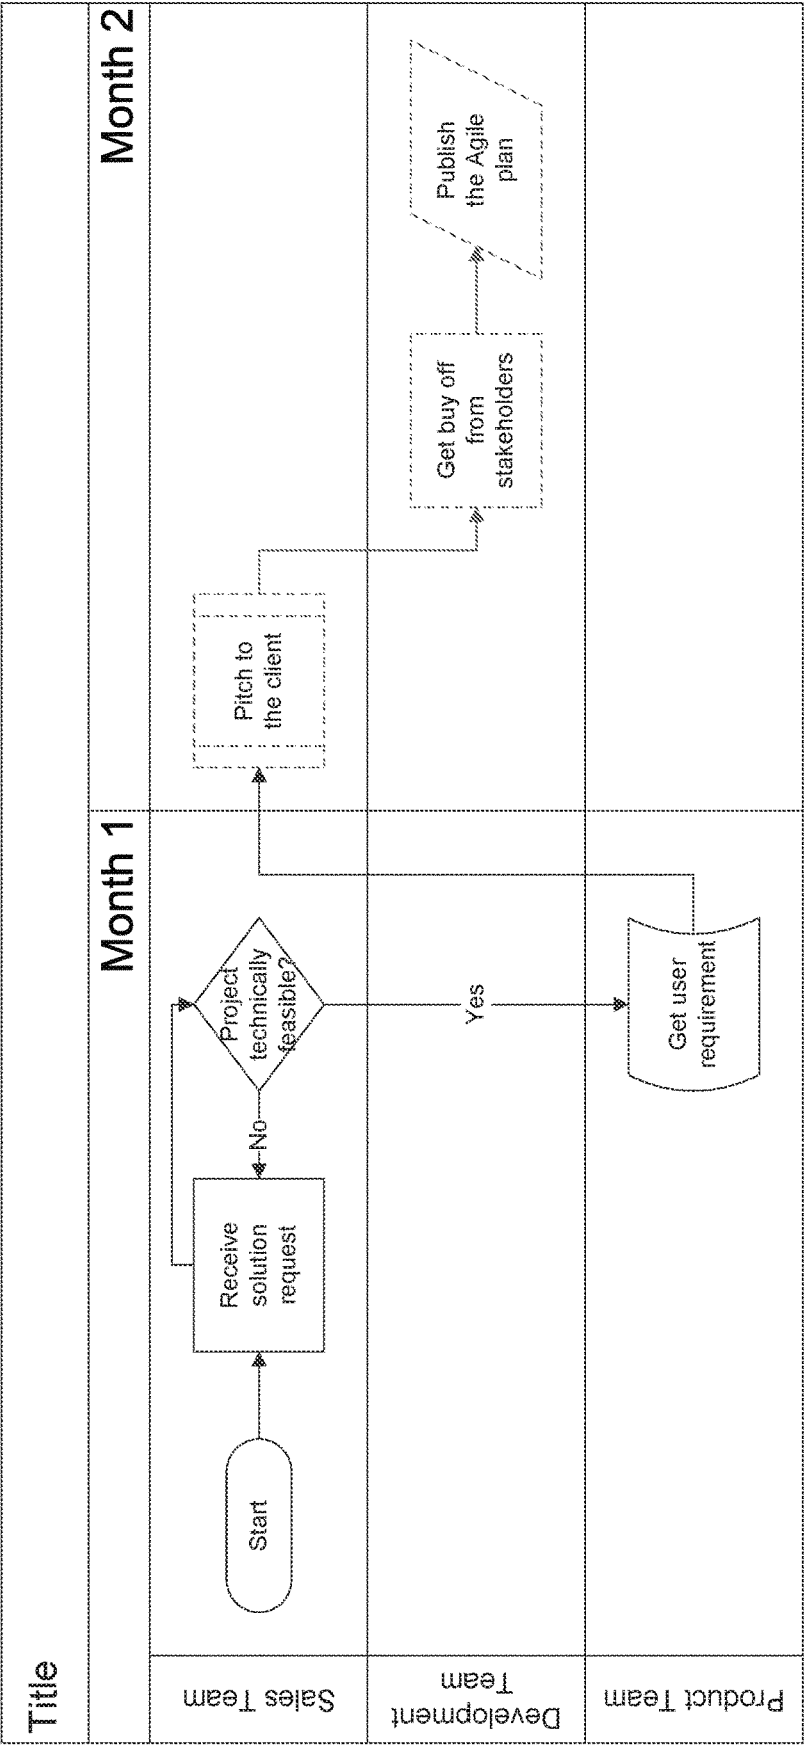 Title
Month 1
Month 2
Sales Team
Start
Receive
solution
request
No
Project
technically
feasible?
Pitch to
the client
Development
Team
Yes
Get buy off
from
stakeholders
Publish
the Agile
plan
Product Team
Get user
requirement